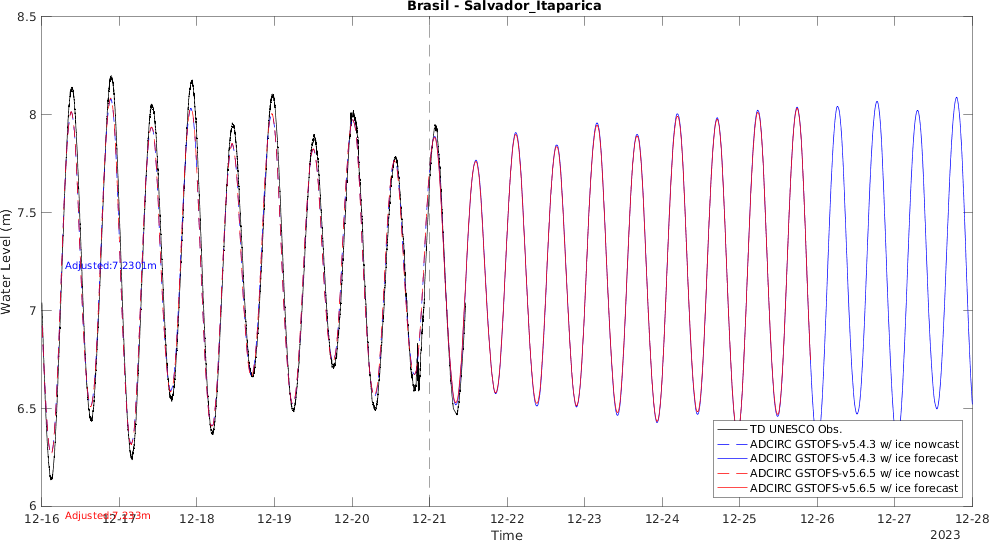 Brasil - Salvador_Itaparica
8.5
8
7.5
7
6.5
6
Water Level (m)
Adjusted:7.2301m
Adjusted:7.233m
TD UNESCO Obs.
ADCIRC GSTOFS-v5.4.3 w/ ice nowcast
ADCIRC GSTOFS-v5.4.3 w/ ice forecast
ADCIRC GSTOFS-v5.6.5 w/ ice nowcast
ADCIRC GSTOFS-v5.6.5 w/ ice forecast
12-16 12-17 12-18 12-19 12-20 12-21 12-22 12-23 12-24 12-25 12-26 12-27 12-28
Time
2023